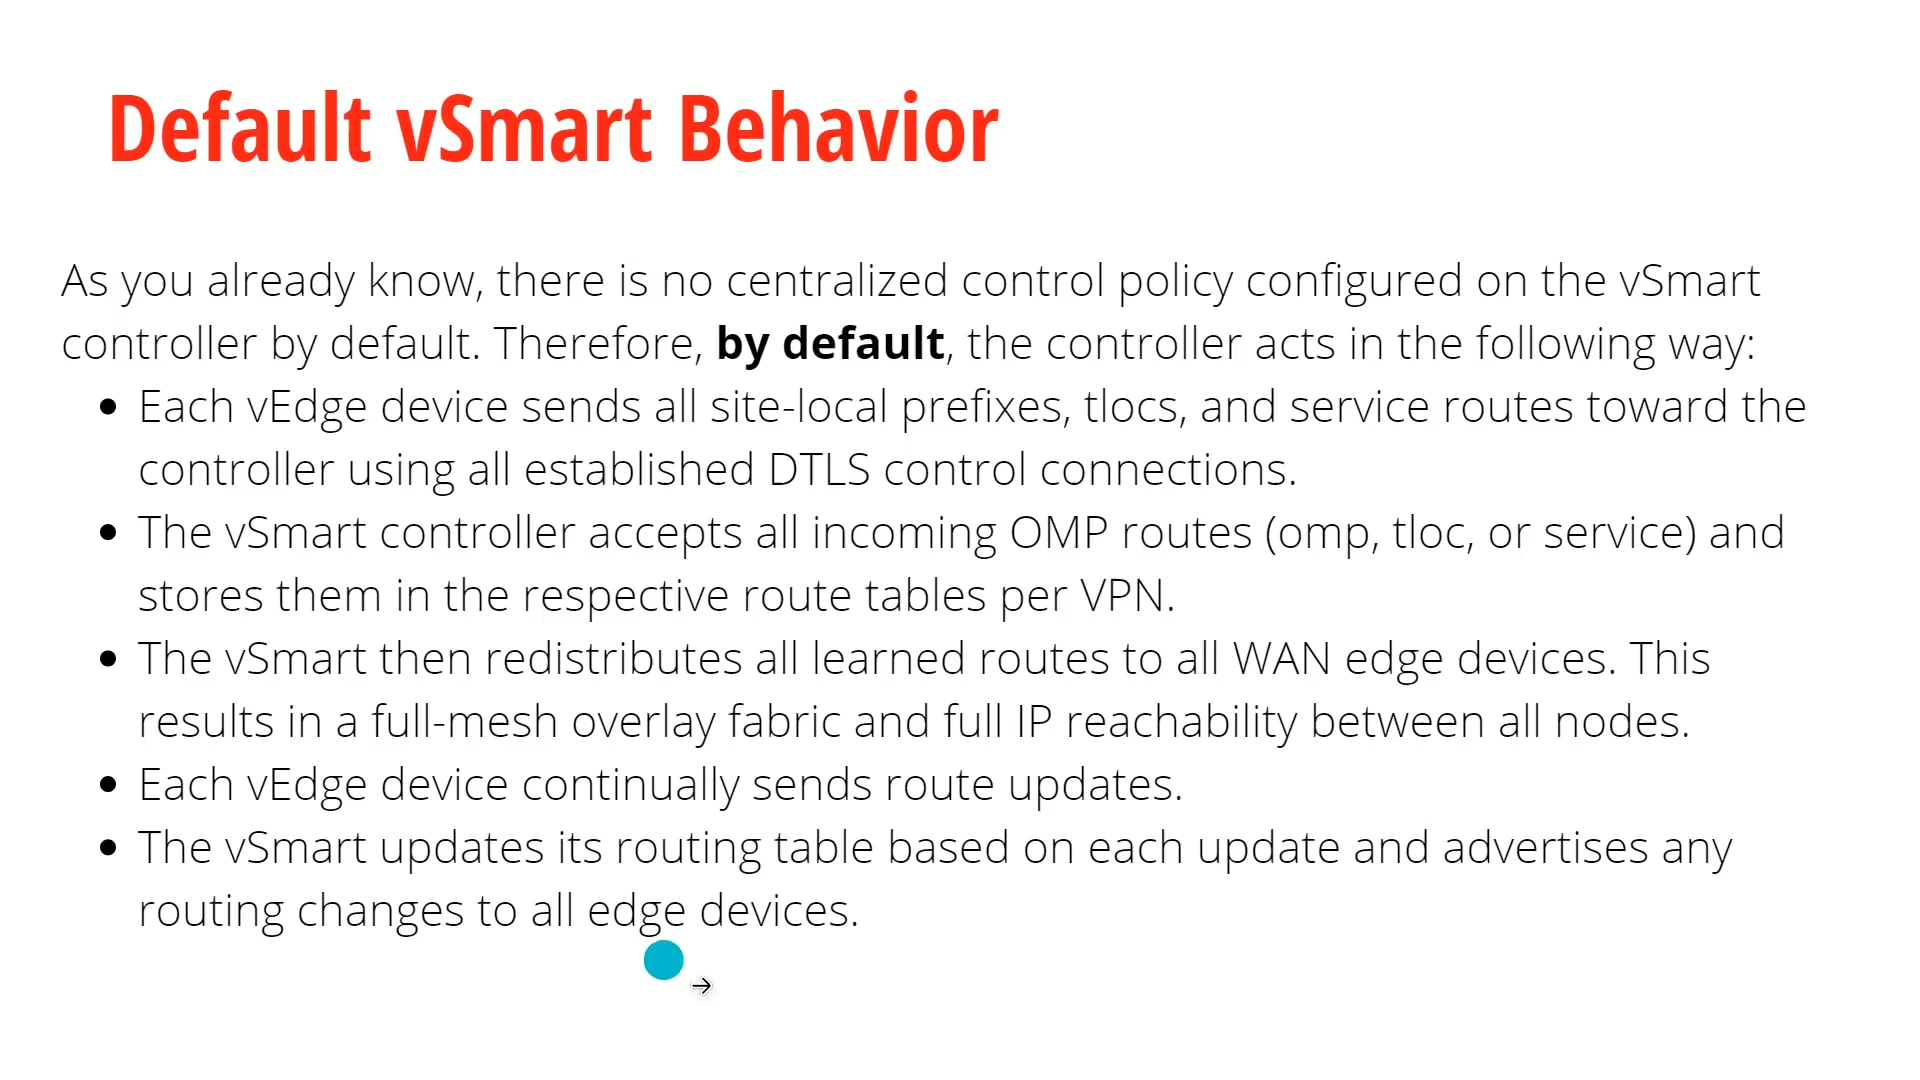 Default vSmart Behavior
As you already know, there is no centralized control policy configured on the vSmart
controller by default. Therefore, by default, the controller acts in the following way:
• Each vEdge device sends all site-local prefixes, tlocs, and service routes toward the
controller using all established DTLS control connections.
• The vSmart controller accepts all incoming OMP routes (omp, tloc, or service) and
stores them in the respective route tables per VPN.
• The vSmart then redistributes all learned routes to all WAN edge devices. This
results in a full-mesh overlay fabric and full IP reachability between all nodes.
• Each vEdge device continually sends route updates.
• The vSmart updates its routing table based on each update and advertises any
routing changes to all edge devices.